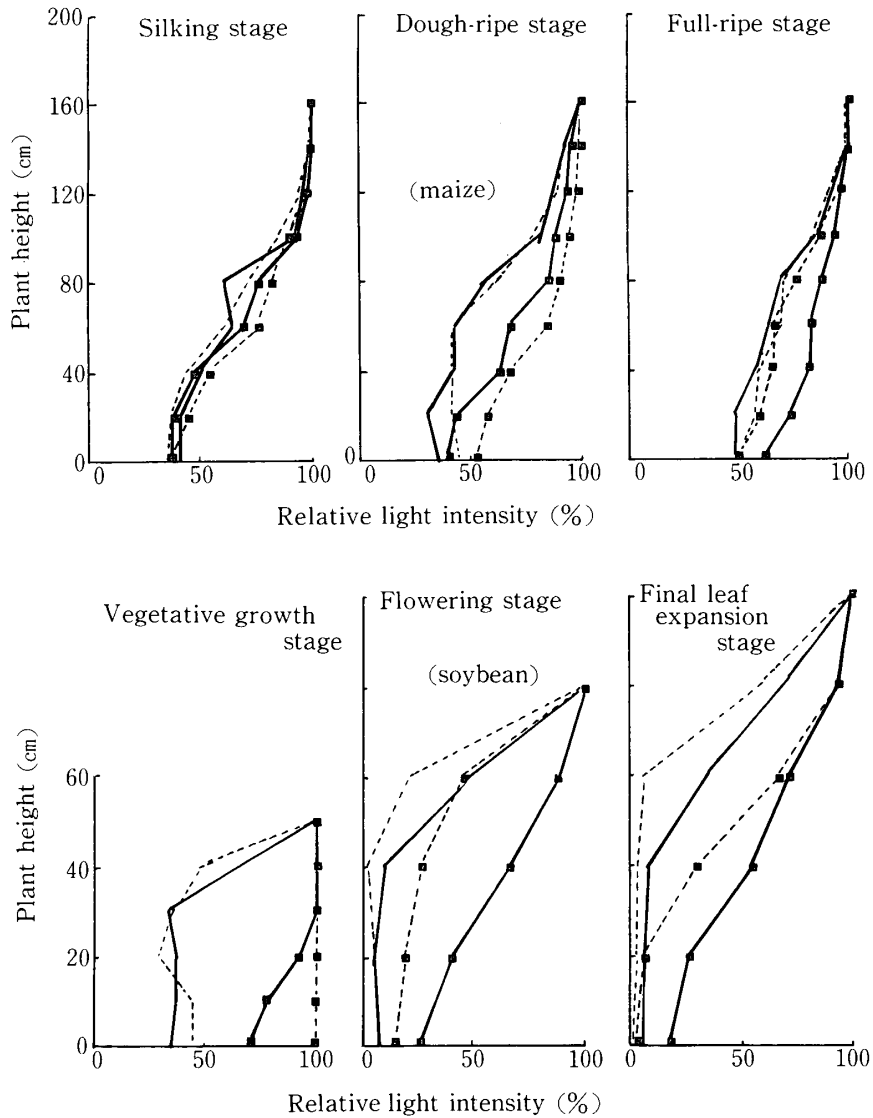 Silking stage
Dough-ripe stage
Full-ripe stage
200
160
120
80
40
0
Plant height (cm)
(maize)
0 50 100
0 50 100
0 50 100
Relative light intensity (%)
Vegetative growth
stage
Flowering stage
Final leaf
expansion
stage
(soybean)
60
40
20
0
Plant height (cm)
0 50 100
0 50 100
0 50 100
Relative light intensity (%)